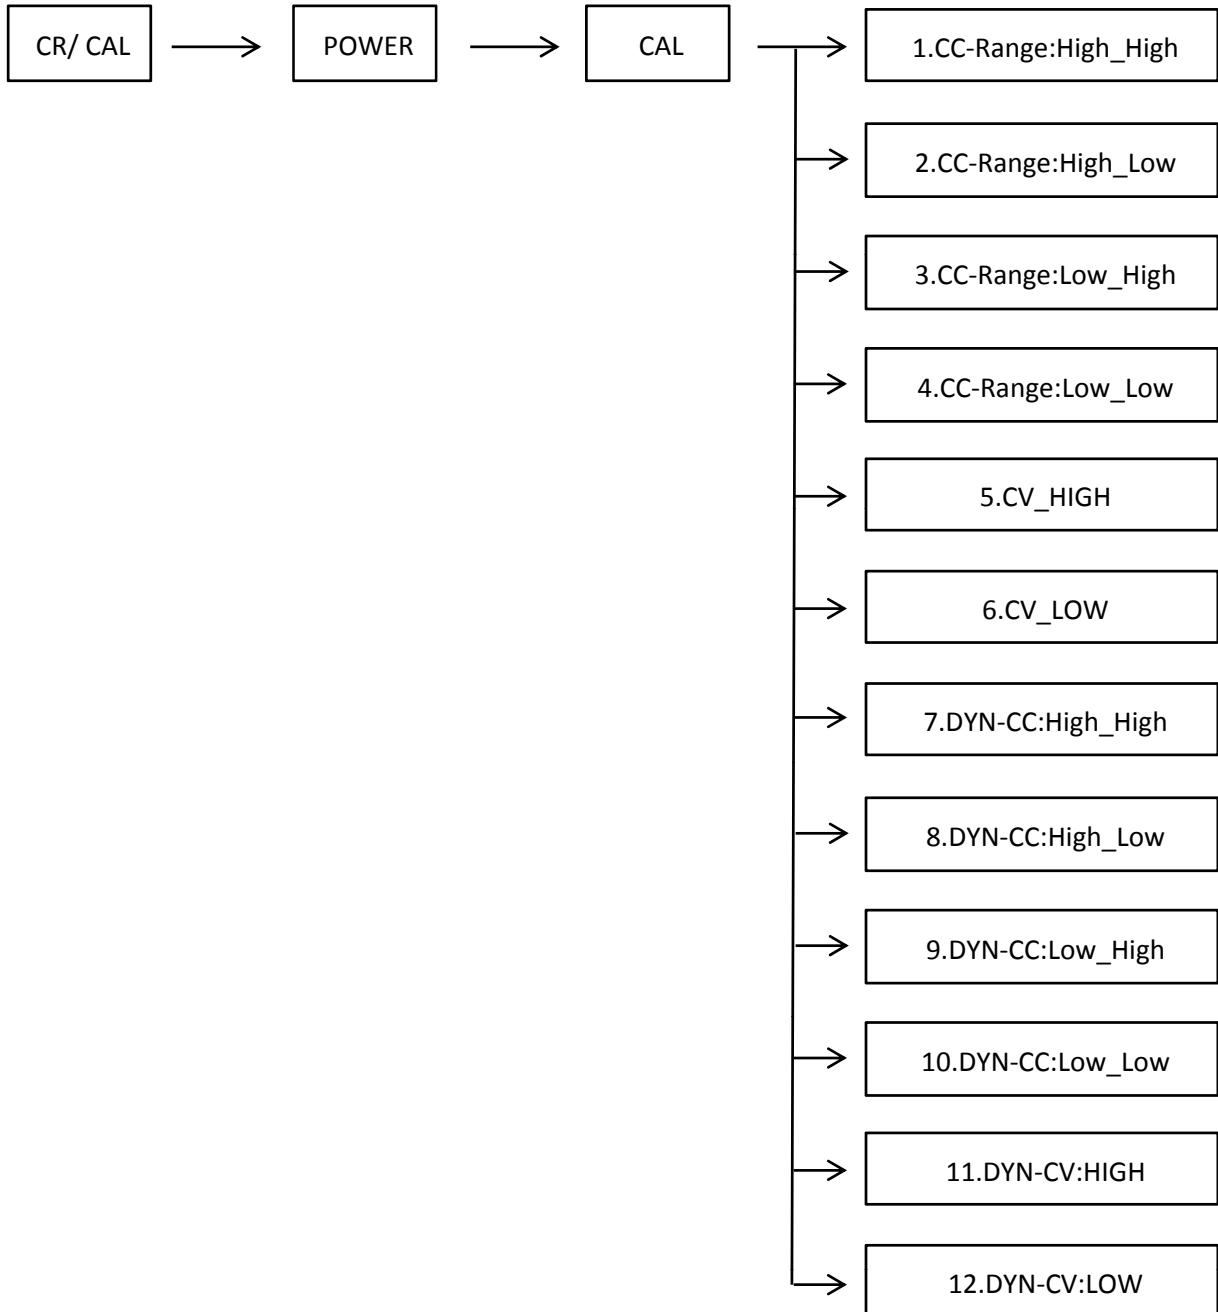 CR/ CAL
POWER
CAL
1.CC-Range:High_High
2.CC-Range:High_Low
3.CC-Range:Low_High
4.CC-Range:Low_Low
5.CV_HIGH
6.CV_LOW
7.DYN-CC:High_High
8.DYN-CC:High_Low
9.DYN-CC:Low_High
10.DYN-CC:Low_Low
11.DYN-CV:HIGH
12.DYN-CV:LOW